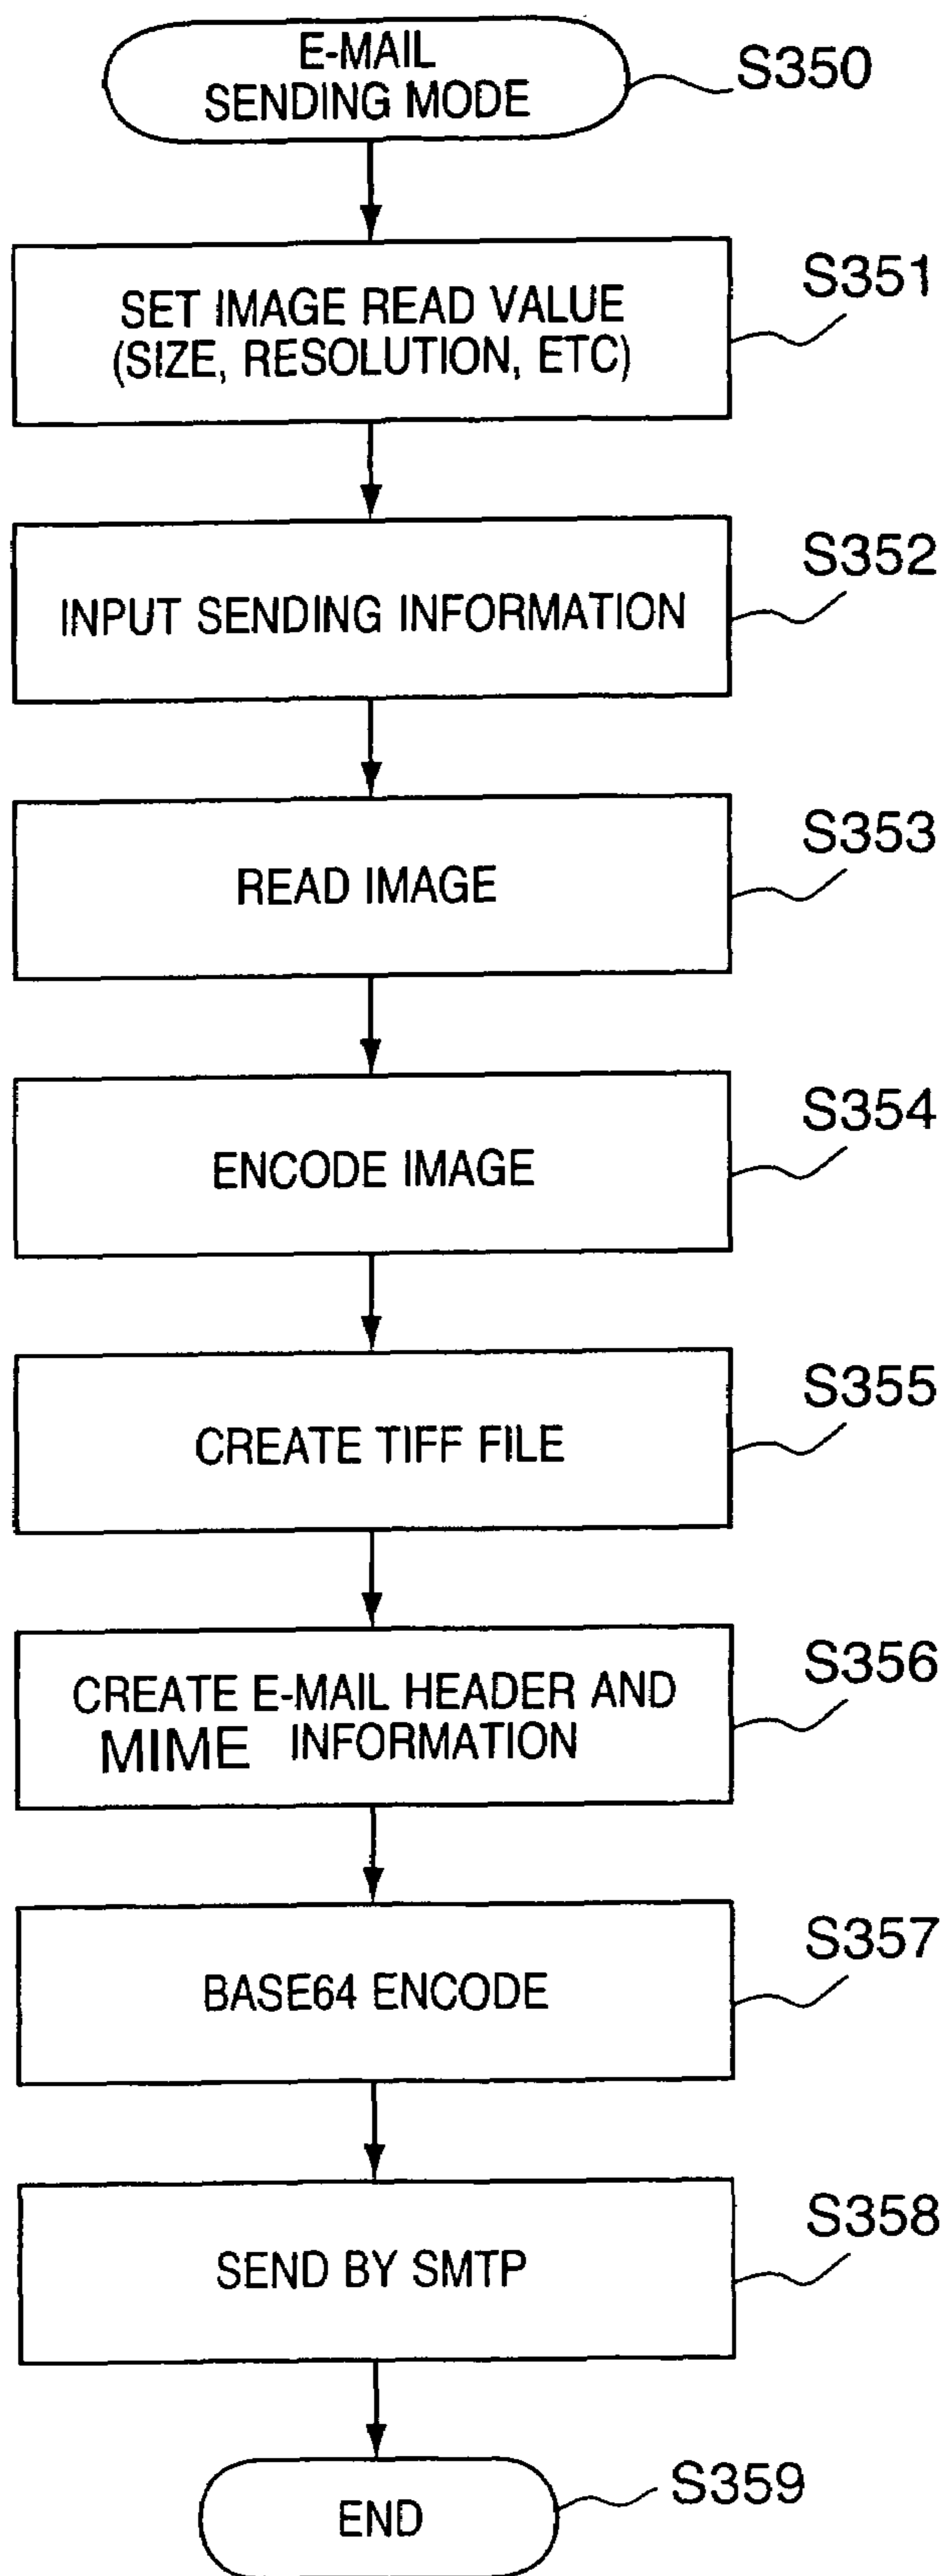 E-MAIL
SENDING MODE
S350
S351
SET IMAGE READ VALUE
(SIZE, RESOLUTION, ETC)
S352
INPUT SENDING INFORMATION
S353
READ IMAGE
S354
ENCODE IMAGE
S355
CREATE TIFF FILE
S356
CREATE E-MAIL HEADER AND
MIME INFORMATION
S357
BASE64 ENCODE
S358
SEND BY SMTP
S359
END